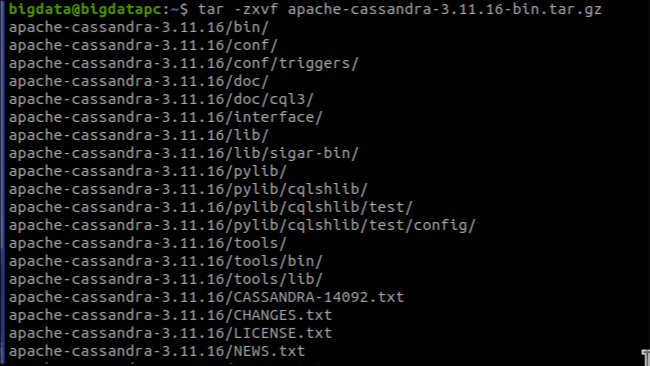 bigdata@bigdatapc:~$ tar -zxvf apache-cassandra-3.11.16-bin.tar.gz
apache-cassandra-3.11.16/bin/
apache-cassandra-3.11.16/conf/
apache-cassandra-3.11.16/conf/triggers/
apache-cassandra-3.11.16/doc/
apache-cassandra-3.11.16/doc/cql3/
apache-cassandra-3.11.16/interface/
apache-cassandra-3.11.16/lib/
apache-cassandra-3.11.16/lib/sigar-bin/
apache-cassandra-3.11.16/pylib/
apache-cassandra-3.11.16/pylib/cqlshlib/
apache-cassandra-3.11.16/pylib/cqlshlib/test/
apache-cassandra-3.11.16/pylib/cqlshlib/test/config/
apache-cassandra-3.11.16/tools/
apache-cassandra-3.11.16/tools/bin/
apache-cassandra-3.11.16/tools/lib/
apache-cassandra-3.11.16/CASSANDRA-14092.txt
apache-cassandra-3.11.16/CHANGES.txt
apache-cassandra-3.11.16/LICENSE.txt
apache-cassandra-3.11.16/NEWS.txt